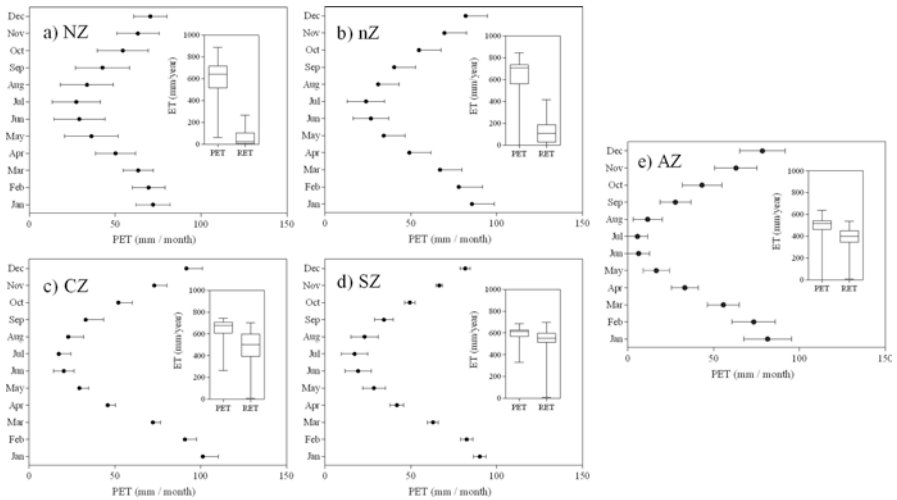 a) NZ
Dec
Nov
Oct
Sep
Aug
Jul
Jun
May
Apr
Mar
Feb
Jan
0
50
100
150
PET (mm / month)
ET (mm/year)
1000
800
600
400
200
0
PET
RET
b) nZ
Dec
Nov
Oct
Sep
Aug
Jul
Jun
May
Apr
Mar
Feb
Jan
0
50
100
150
PET (mm / month)
ET (mm/year)
1000
800
600
400
200
0
PET
RET
c) CZ
Dec
Nov
Oct
Sep
Aug
Jul
Jun
May
Apr
Mar
Feb
Jan
0
50
100
150
PET (mm / month)
ET (mm/year)
1000
800
600
400
200
0
PET
RET
d) SZ
Dec
Nov
Oct
Sep
Aug
Jul
Jun
May
Apr
Mar
Feb
Jan
0
50
100
150
PET (mm / month)
ET (mm/year)
1000
800
600
400
200
0
PET
RET
e) AZ
Dec
Nov
Oct
Sep
Aug
Jul
Jun
May
Apr
Mar
Feb
Jan
0
50
100
150
PET (mm / month)
ET (mm/year)
1000
800
600
400
200
0
PET
RET